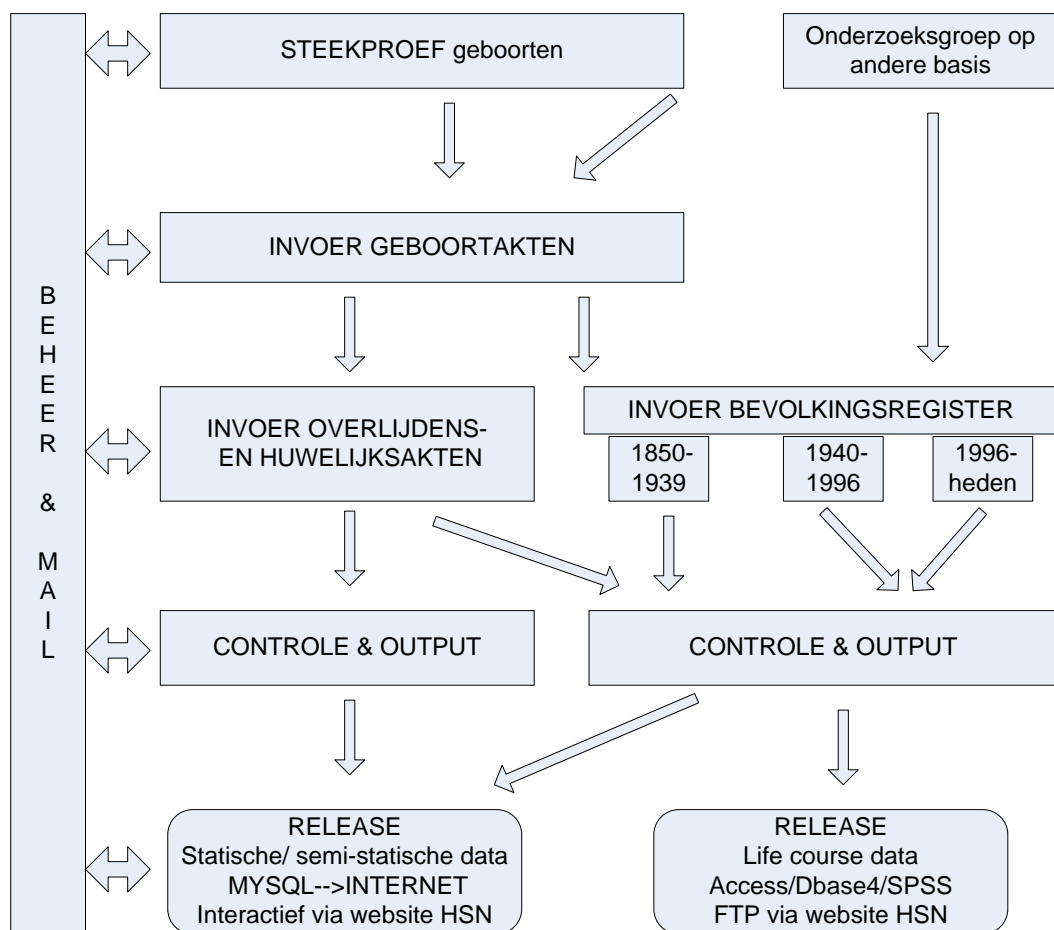 STEEKPROEF geboorten
Onderzoeksgroep op
andere basis
INVOER GEBOORTAKTEN
B
E
H
E
E
R
&
M
A
I
L
INVOER OVERLIJDENS-
EN HUWELIJKSAKTEN
INVOER BEVOLKINGSREGISTER
1850-
1939
1940-
1996
1996-
heden
CONTROLE & OUTPUT
CONTROLE & OUTPUT
RELEASE
Statische/ semi-statische data
MYSQL-->INTERNET
Interactief via website HSN
RELEASE
Life course data
Access/Dbase4/SPSS
FTP via website HSN